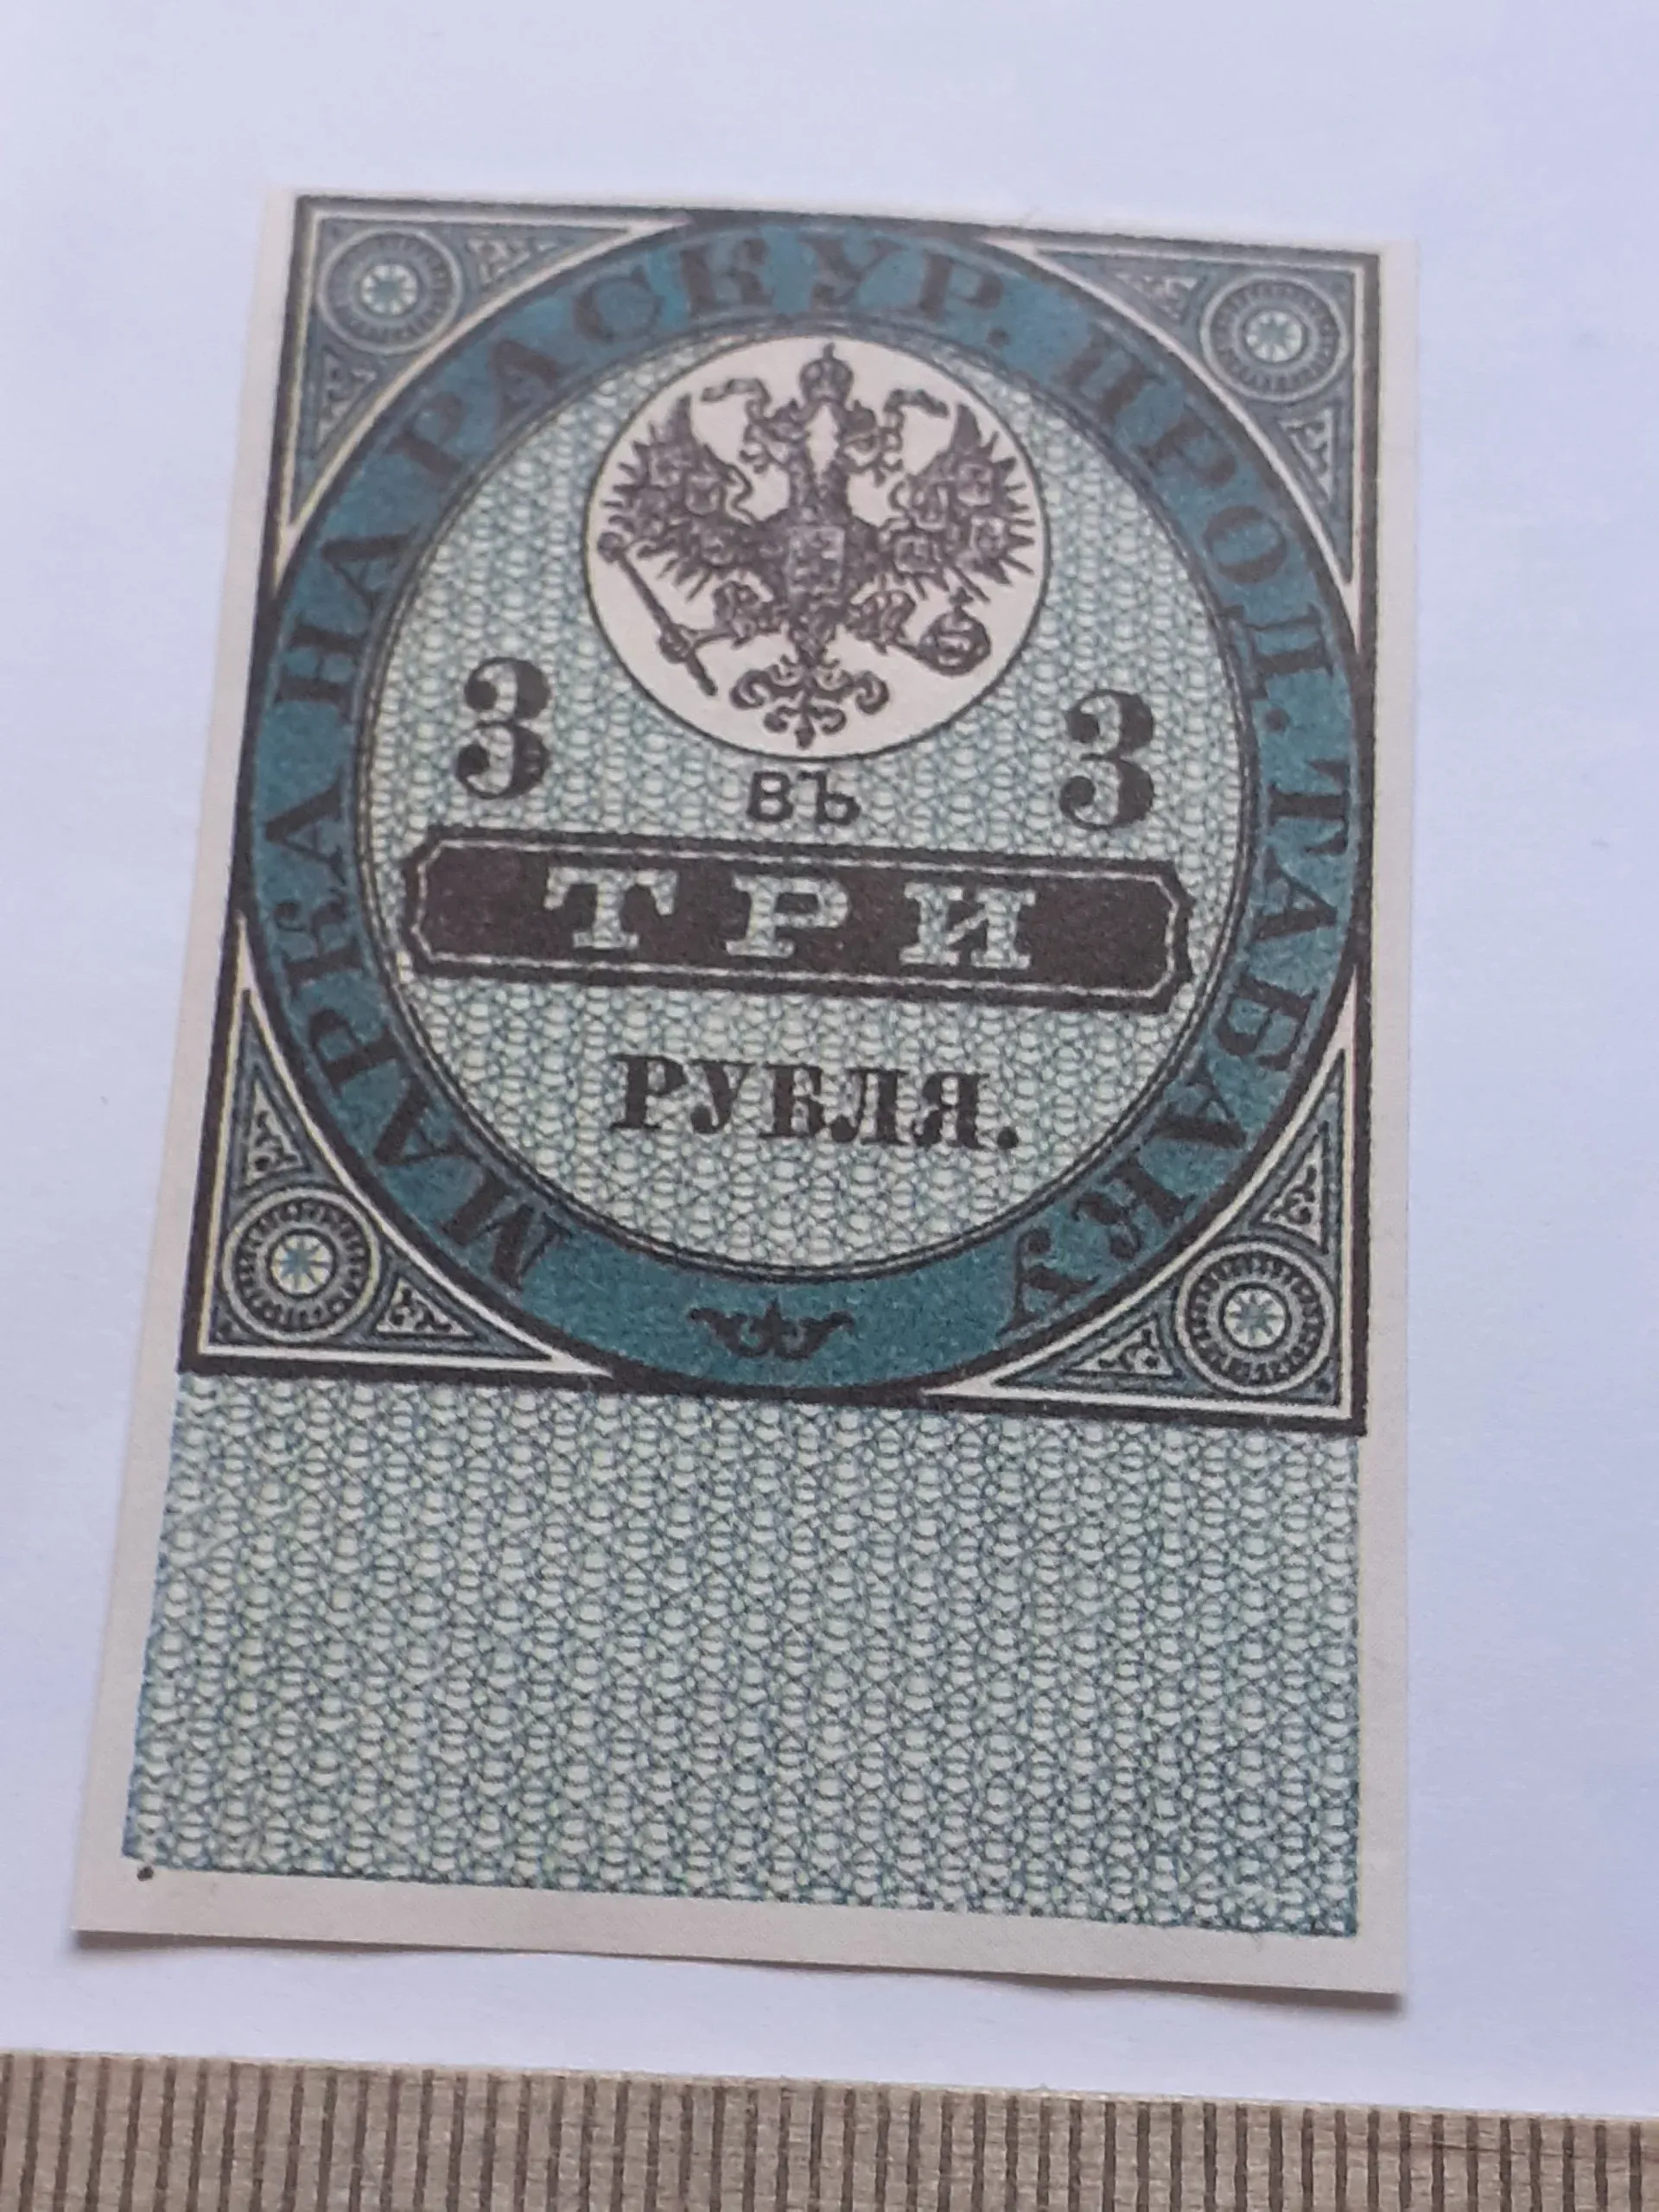 МАРКА НА РАСКУР. ПРОД. ТАБАКУ
3 3
въ
ТРИ
РУБЛЯ.